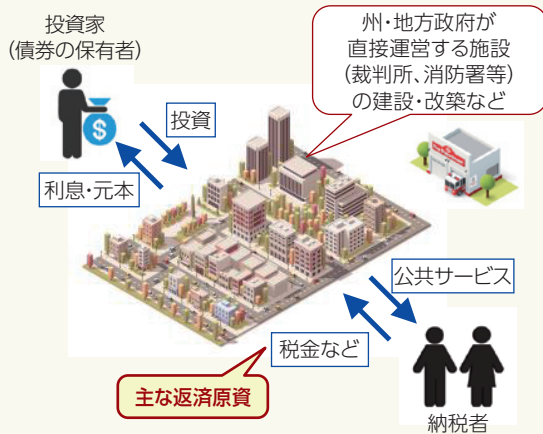 投資家
(債券の保有者)
州・地方政府が
直接運営する施設
(裁判所、消防署等)
の建設・改築など
$
投資
利息・元本
公共サービス
税金など
主な返済原資
納税者